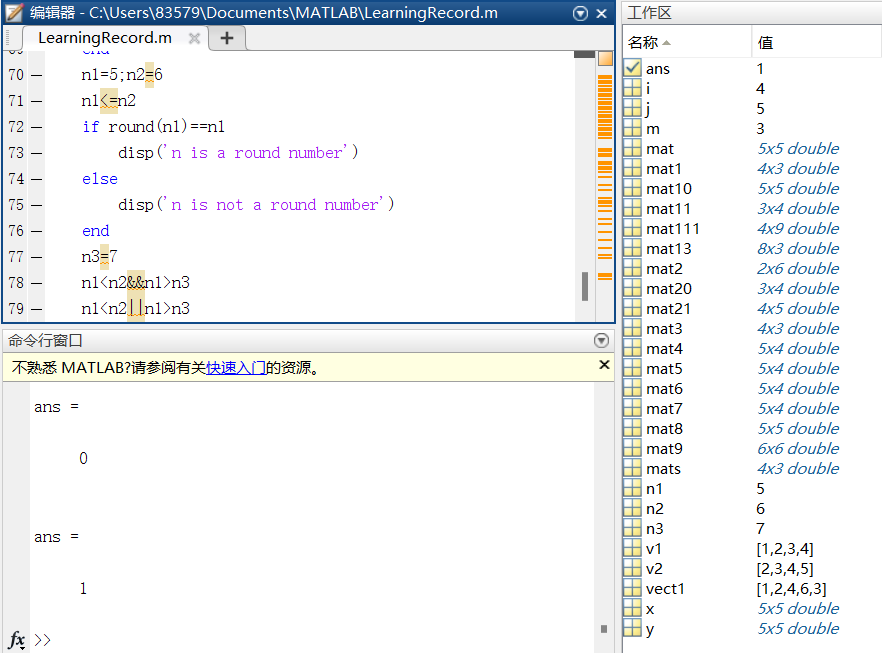 编辑器 - C:\Users\83579\Documents\MATLAB\LearningRecord.m
LearningRecord.m
69 end
70 — n1=5;n2=6
71 — n1<=n2
72 — if round(n1)==n1
73 — disp('n is a round number')
74 — else
75 — disp('n is not a round number')
76 — end
77 — n3=7
78 — n1<n2&&n1>n3
79 — n1<n2||n1>n3
命令行窗口
不熟悉 MATLAB?请参阅有关快速入门的资源。
ans =
0
ans =
1
fx >>
工作区
名称 值
ans 1
i 4
j 5
m 3
mat 5x5 double
mat1 4x3 double
mat10 5x5 double
mat11 3x4 double
mat111 4x9 double
mat13 8x3 double
mat2 2x6 double
mat20 3x4 double
mat21 4x5 double
mat3 4x3 double
mat4 5x4 double
mat5 5x4 double
mat6 5x4 double
mat7 5x4 double
mat8 5x5 double
mat9 6x6 double
mats 4x3 double
n1 5
n2 6
n3 7
v1 [1,2,3,4]
v2 [2,3,4,5]
vect1 [1,2,4,6,3]
x 5x5 double
y 5x5 double